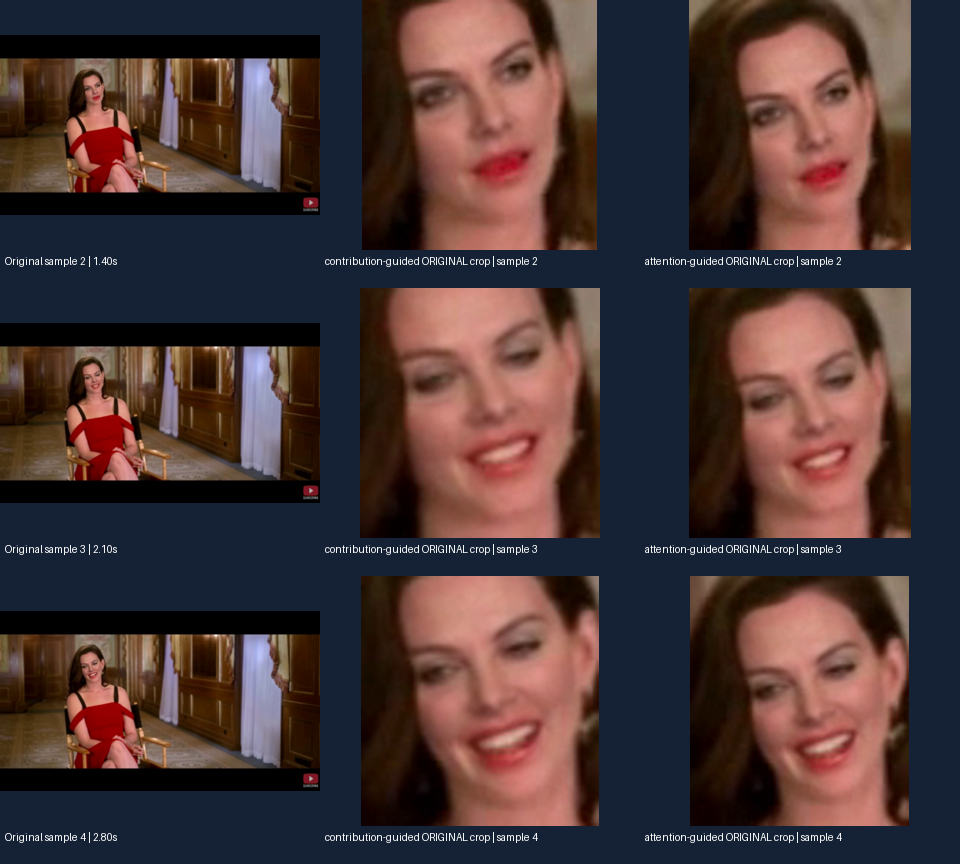 Original sample 2 | 1.40s
contribution-guided ORIGINAL crop | sample 2
attention-guided ORIGINAL crop | sample 2
Original sample 3 | 2.10s
contribution-guided ORIGINAL crop | sample 3
attention-guided ORIGINAL crop | sample 3
Original sample 4 | 2.80s
contribution-guided ORIGINAL crop | sample 4
attention-guided ORIGINAL crop | sample 4